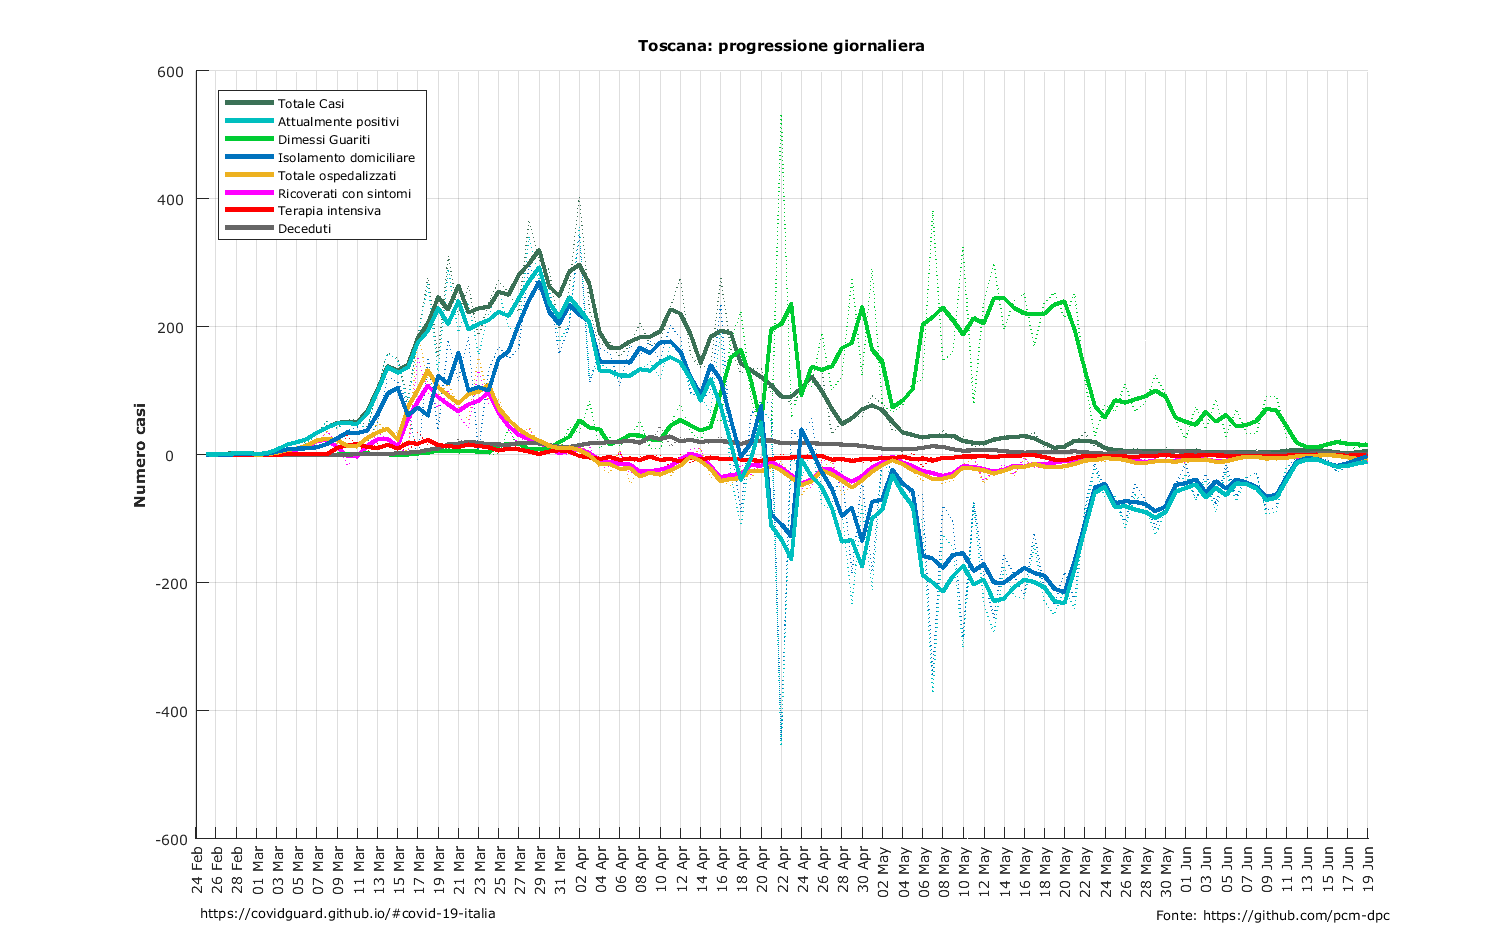 Toscana: progressione giornaliera
Numero casi
600
400
200
0
-200
-400
-600
Totale Casi
Attualmente positivi
Dimessi Guariti
Isolamento domiciliare
Totale ospedalizzati
Ricoverati con sintomi
Terapia intensiva
Deceduti
24 Feb
26 Feb
28 Feb
01 Mar
03 Mar
05 Mar
07 Mar
09 Mar
11 Mar
13 Mar
15 Mar
17 Mar
19 Mar
21 Mar
23 Mar
25 Mar
27 Mar
29 Mar
31 Mar
02 Apr
04 Apr
06 Apr
08 Apr
10 Apr
12 Apr
14 Apr
16 Apr
18 Apr
20 Apr
22 Apr
24 Apr
26 Apr
28 Apr
30 Apr
02 May
04 May
06 May
08 May
10 May
12 May
14 May
16 May
18 May
20 May
22 May
24 May
26 May
28 May
30 May
01 Jun
03 Jun
05 Jun
07 Jun
09 Jun
11 Jun
13 Jun
15 Jun
17 Jun
19 Jun
https://covidguard.github.io/#covid-19-italia
Fonte: https://github.com/pcm-dpc